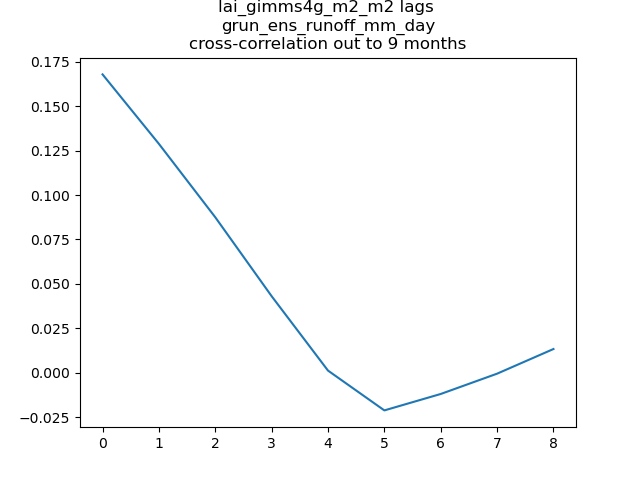 lai_gimms4g_m2_m2 lags
grun_ens_runoff_mm_day
cross-correlation out to 9 months
0.175
0.150
0.125
0.100
0.075
0.050
0.025
0.000
−0.025
0 1 2 3 4 5 6 7 8